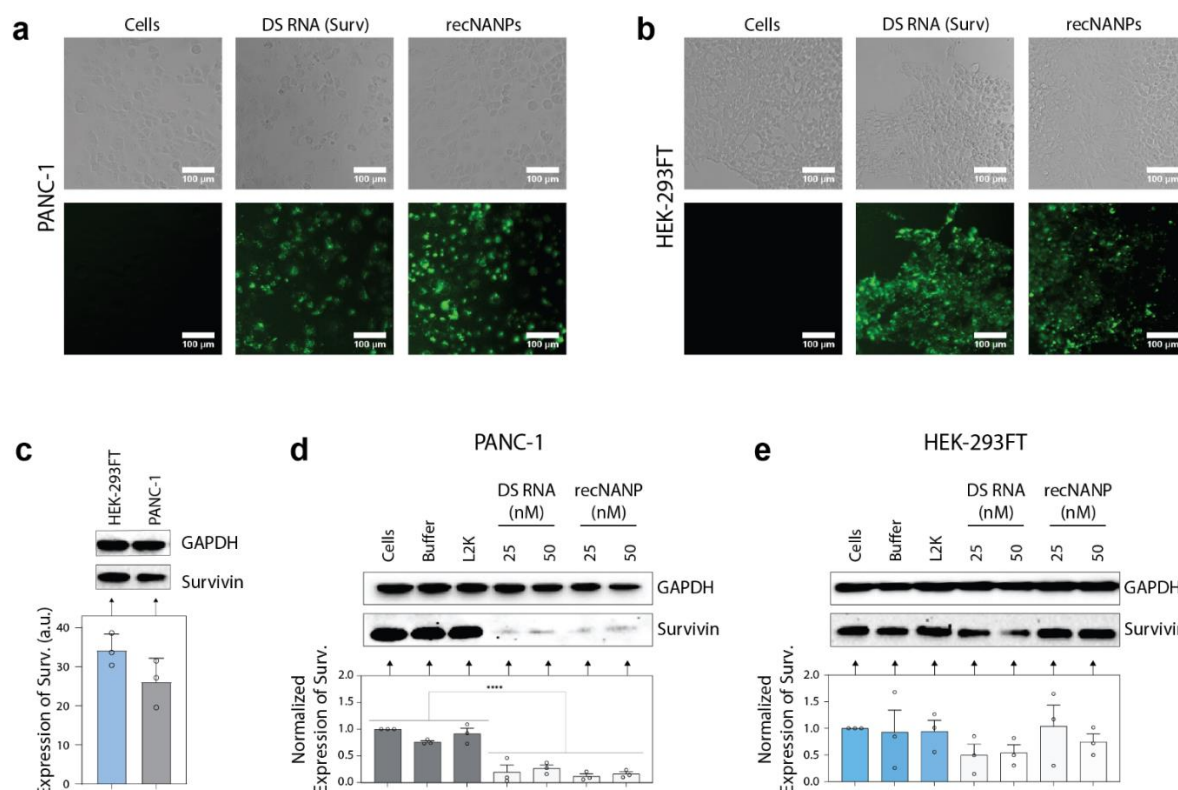 a
Cells
DS RNA (Surv)
recNANPs
PANC-1
100 µm
100 µm
100 µm
100 µm
100 µm
100 µm
b
Cells
DS RNA (Surv)
recNANPs
HEK-293FT
100 µm
100 µm
100 µm
100 µm
100 µm
100 µm
c
HEK-293FT
PANC-1
GAPDH
Survivin
Expression of Surv. (a.u.)
40
30
20
10
0
d
PANC-1
DS RNA
(nM)
recNANP
(nM)
Cells
Buffer
L2K
25
50
25
50
GAPDH
Survivin
Normalized
Expression of Surv.
2.0
1.5
1.0
0.5
0.0
****
e
HEK-293FT
DS RNA
(nM)
recNANP
(nM)
Cells
Buffer
L2K
25
50
25
50
GAPDH
Survivin
Normalized
Expression of Surv.
2.0
1.5
1.0
0.5
0.0